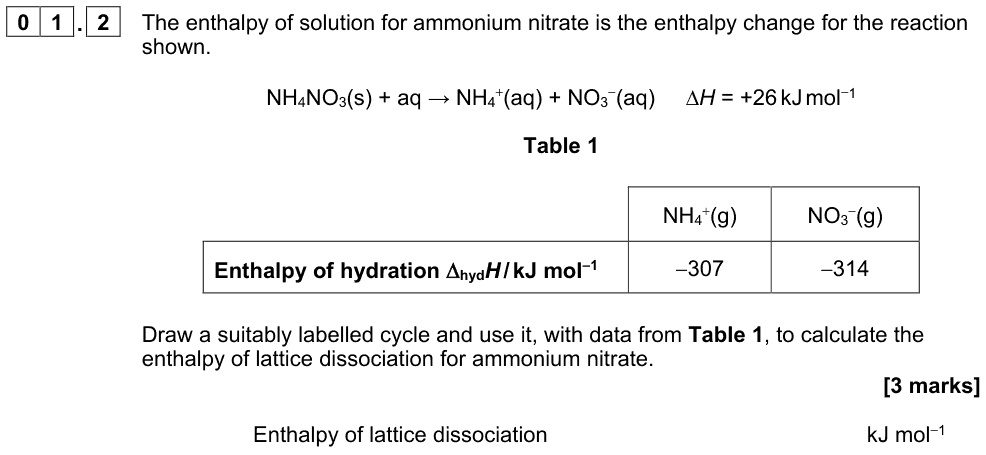 0 1 . 2 The enthalpy of solution for ammonium nitrate is the enthalpy change for the reaction
shown.
NH₄NO₃(s) + aq → NH₄⁺(aq) + NO₃⁻(aq) ΔH = +26 kJ mol⁻¹
Table 1
NH₄⁺(g) NO₃⁻(g)
Enthalpy of hydration Δ_hydH / kJ mol⁻¹ −307 −314
Draw a suitably labelled cycle and use it, with data from Table 1, to calculate the
enthalpy of lattice dissociation for ammonium nitrate.
[3 marks]
Enthalpy of lattice dissociation kJ mol⁻¹